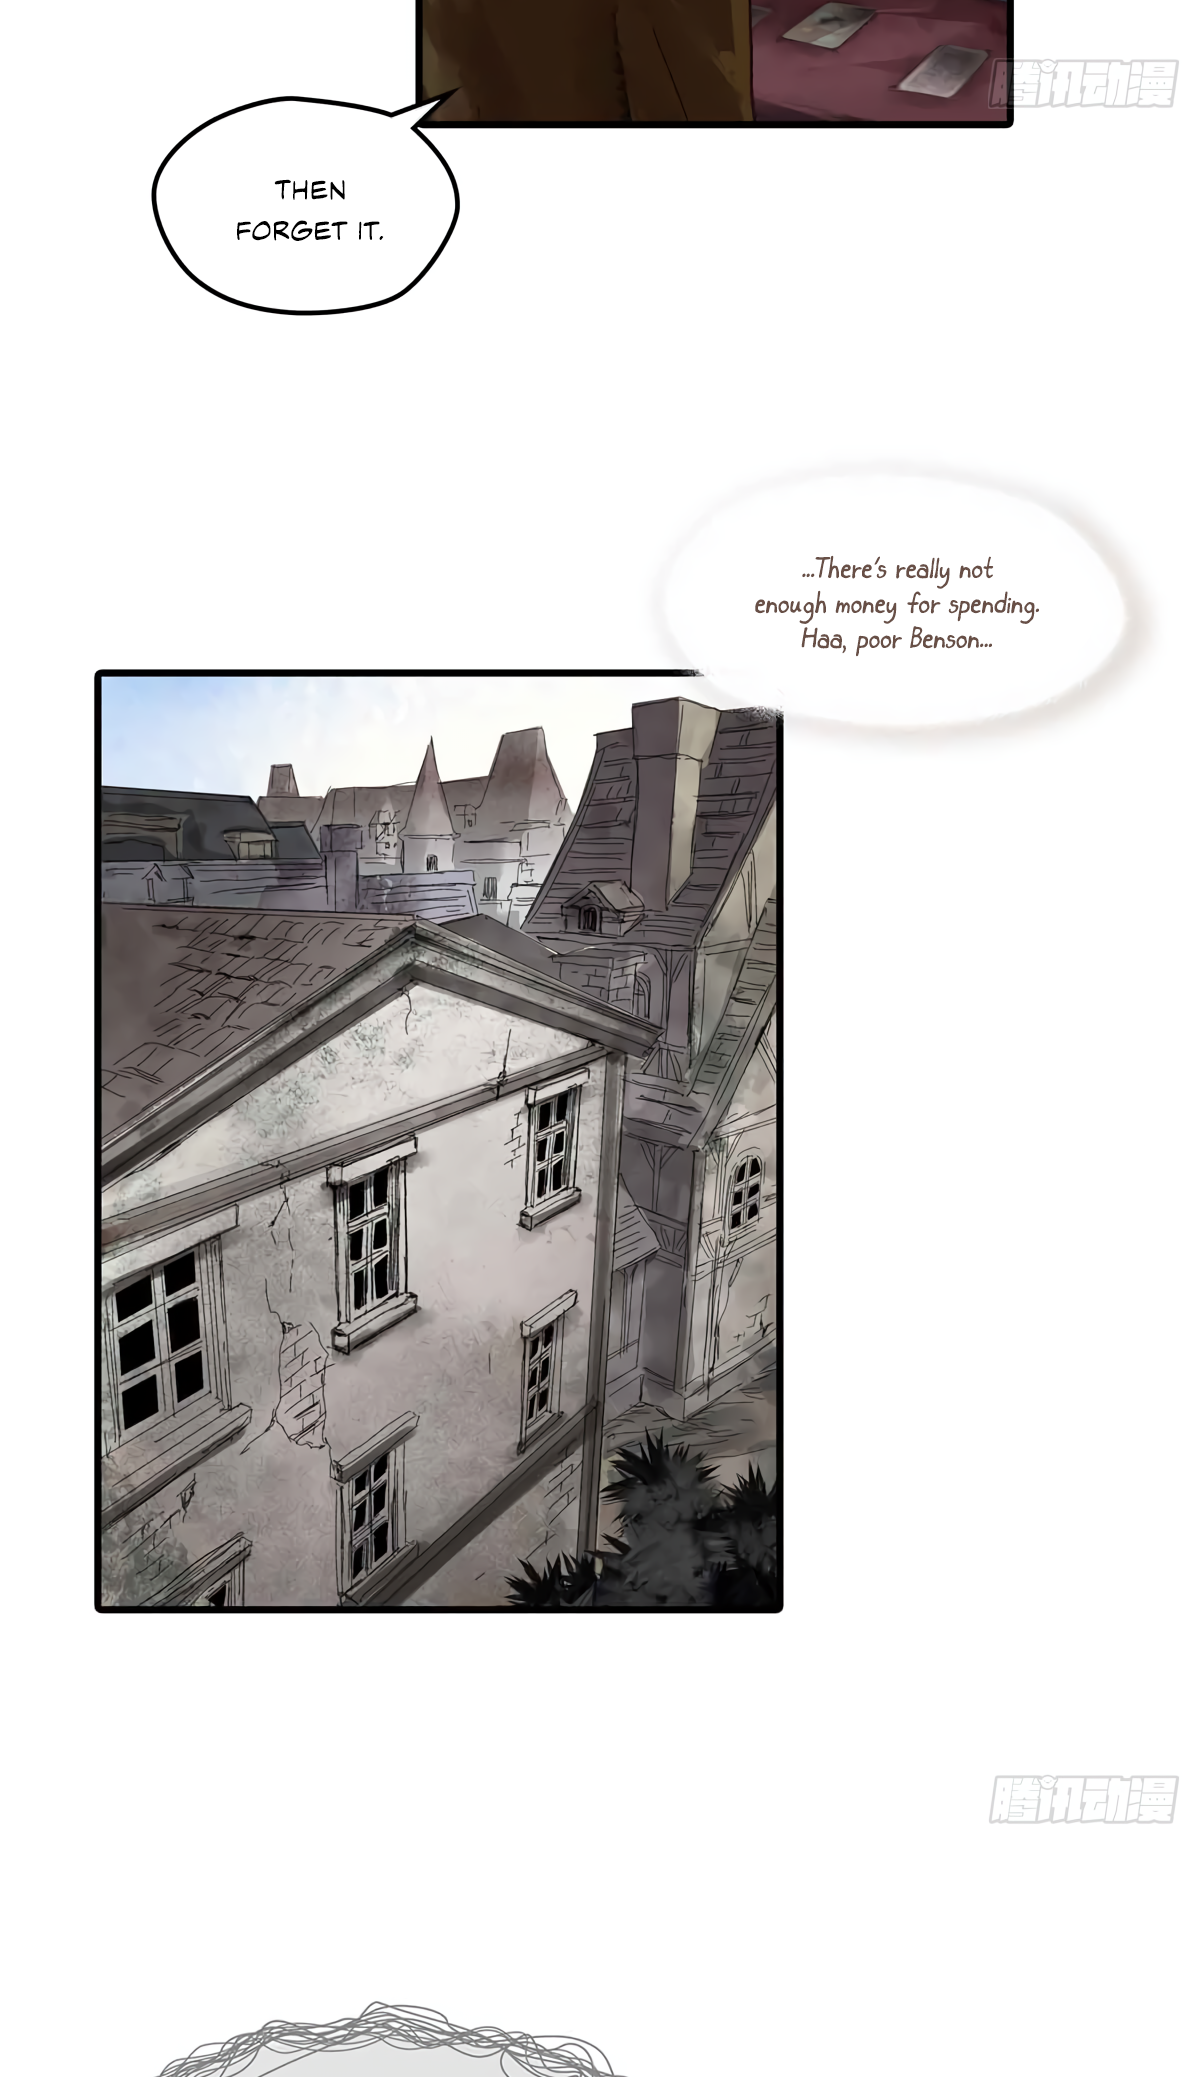 腾讯动漫
THEN
FORGET IT.
...There's really not
enough money for spending.
Haa, poor Benson...
腾讯动漫